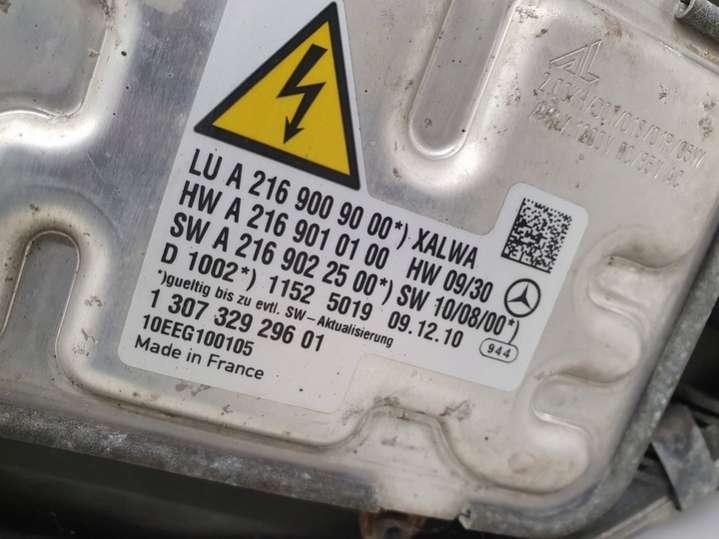 LU A 216 900 90 00*) XALWA
HW A 216 901 01 00 HW 09/30
SW A 216 902 25 00*) SW 10/08/00*)
D 1002*) 1152 5019 09.12.10
*)gueltig bis zu evtl. SW-Aktualisierung
1 307 329 296 01
944
10EEG100105
Made in France
AL